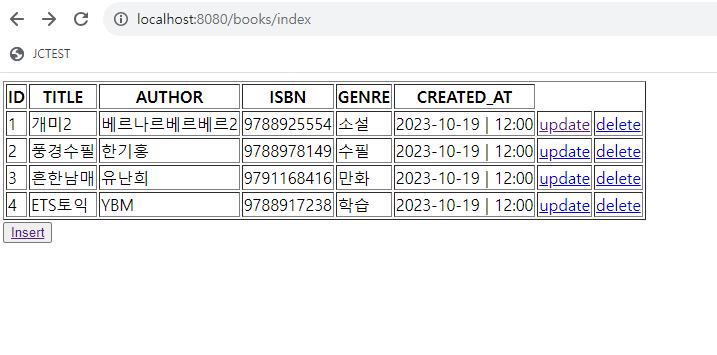 localhost:8080/books/index
JCTEST
ID TITLE AUTHOR ISBN GENRE CREATED_AT
1 개미2 베르나르베르베르2 9788925554 소설 2023-10-19 | 12:00 update delete
2 풍경수필 한기홍 9788978149 수필 2023-10-19 | 12:00 update delete
3 흔한남매 유난희 9791168416 만화 2023-10-19 | 12:00 update delete
4 ETS토익 YBM 9788917238 학습 2023-10-19 | 12:00 update delete
Insert